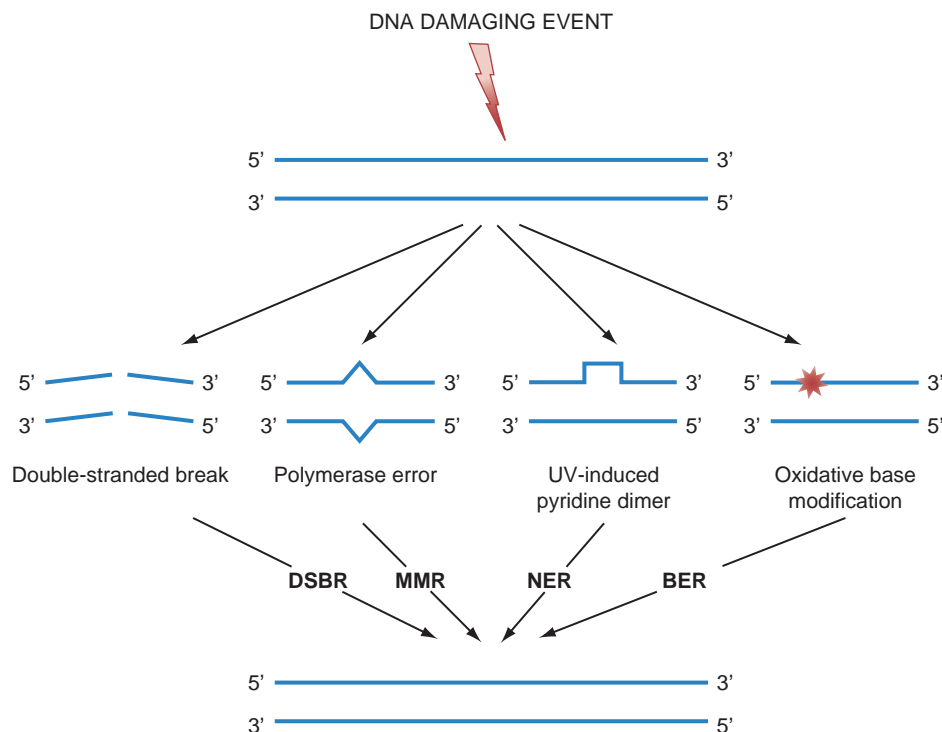 DNA DAMAGING EVENT
5’ 3’
3’ 5’
5’ 3’ 5’ 3’ 5’ 3’ 5’ 3’
3’ 5’ 3’ 5’ 3’ 5’ 3’ 5’
Double-stranded break
Polymerase error
UV-induced
pyridine dimer
Oxidative base
modification
DSBR MMR NER BER
5’ 3’
3’ 5’